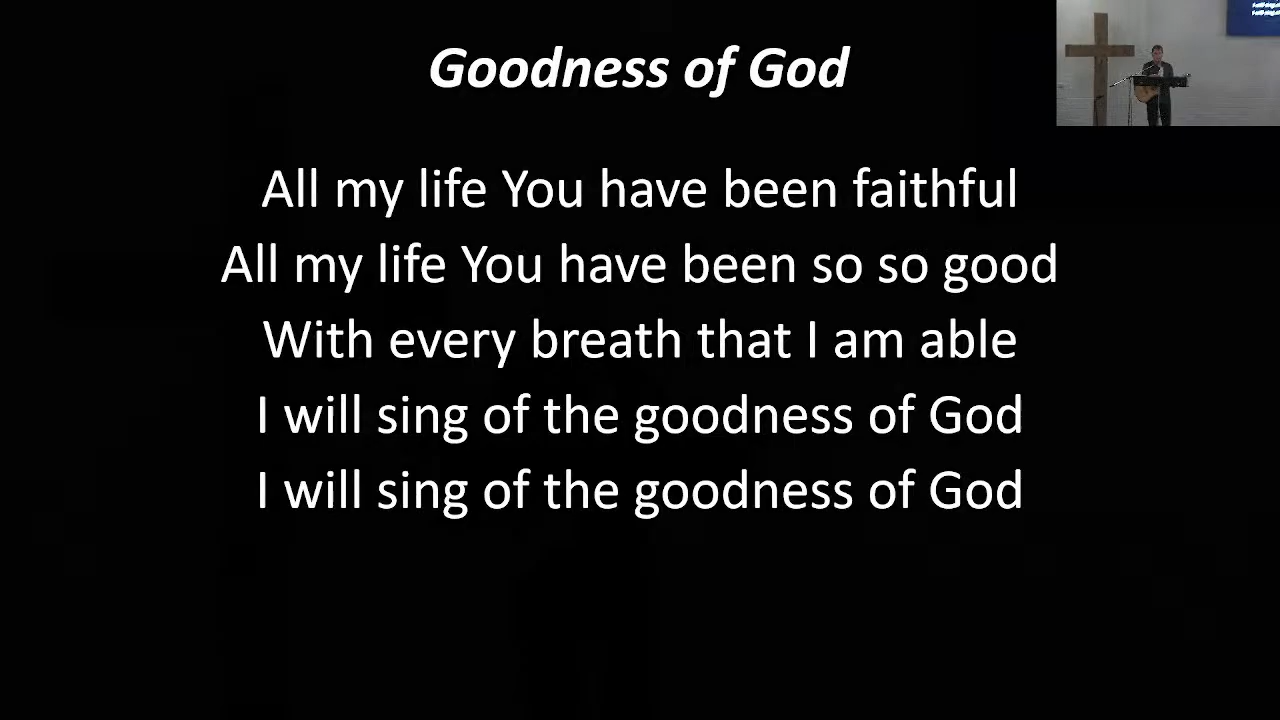 Goodness of God
All my life You have been faithful
All my life You have been so so good
With every breath that I am able
I will sing of the goodness of God
I will sing of the goodness of God